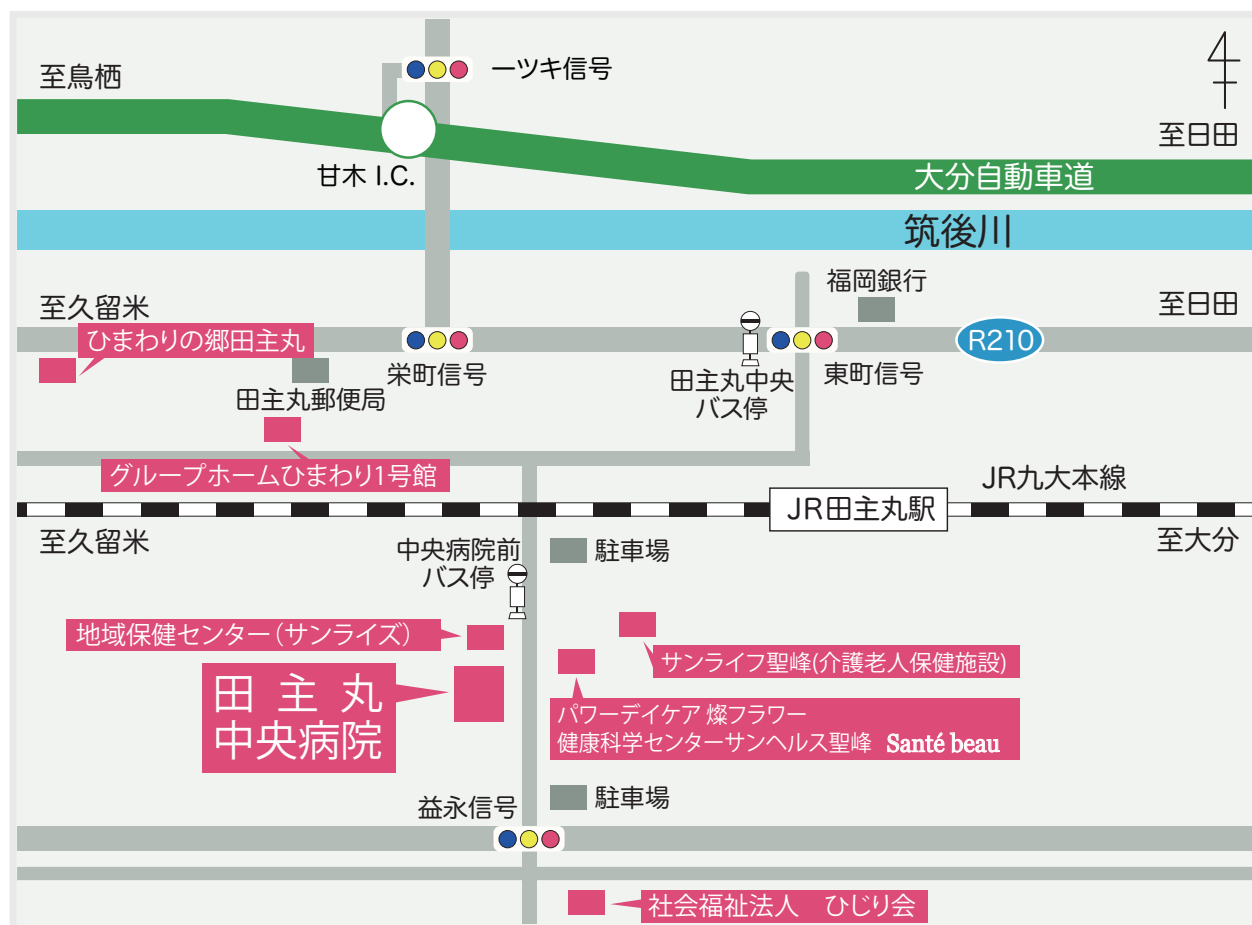 一ツキ信号
至鳥栖
至日田
甘木 I.C.
大分自動車道
筑後川
福岡銀行
至久留米
至日田
ひまわりの郷田主丸
R210
栄町信号
田主丸中央
バス停
東町信号
田主丸郵便局
グループホームひまわり1号館
JR九大本線
JR田主丸駅
至久留米
至大分
中央病院前
バス停
駐車場
地域保健センター(サンライズ)
サンライフ聖峰(介護老人保健施設)
田主丸
中央病院
パワーデイケア 燦フラワー
健康科学センターサンヘルス聖峰 Santé beau
駐車場
益永信号
社会福祉法人 ひじり会